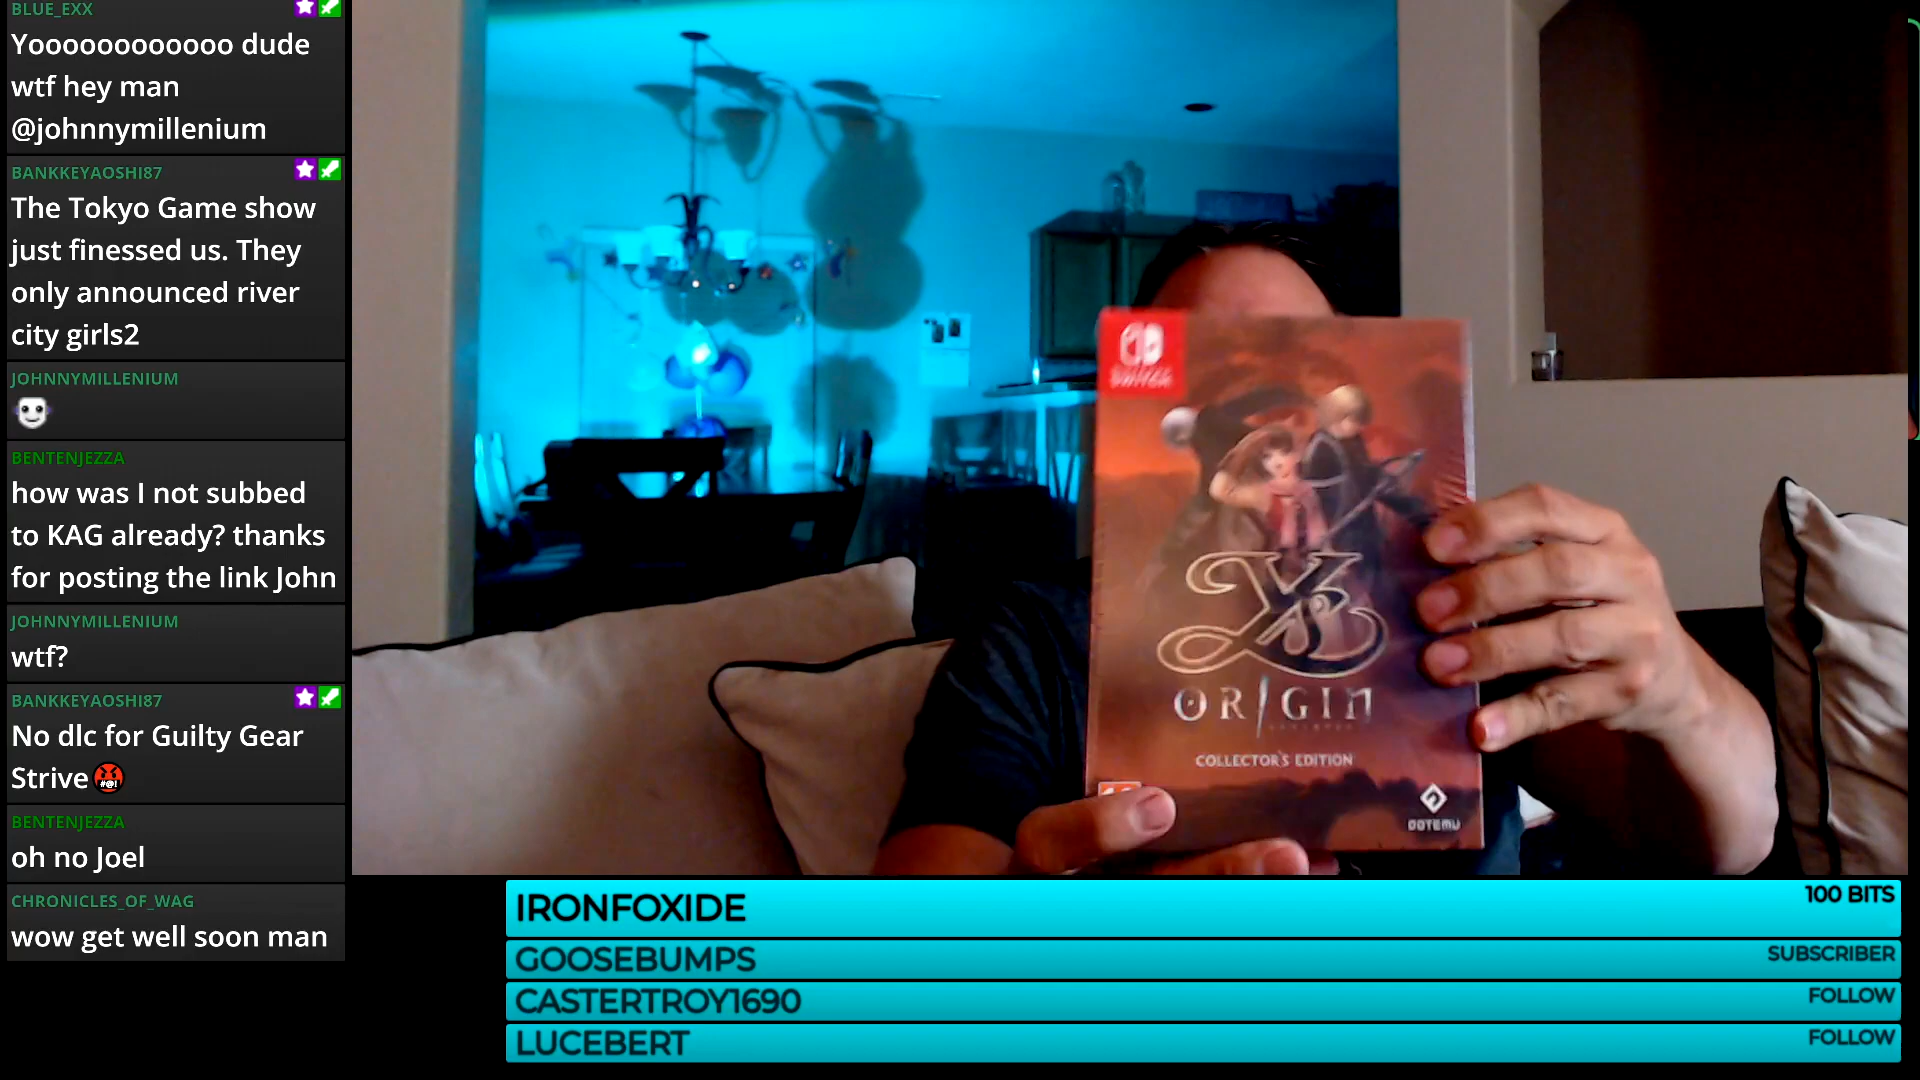 BLUE_EXX
Yoooooooooooo dude
wtf hey man
@johnnymillenium
BANKKEYAOSHI87
The Tokyo Game show
just finessed us. They
only announced river
city girls2
JOHNNYMILLENIUM
BENTENJEZZA
how was I not subbed
to KAG already? thanks
for posting the link John
JOHNNYMILLENIUM
wtf?
BANKKEYAOSHI87
No dlc for Guilty Gear
Strive
BENTENJEZZA
oh no Joel
CHRONICLES_OF_WAG
wow get well soon man
SWITCH
Ys
ORIGIN
COLLECTOR'S EDITION
DOTEMU
IRONFOXIDE
100 BITS
GOOSEBUMPS
SUBSCRIBER
CASTERTROY1690
FOLLOW
LUCEBERT
FOLLOW